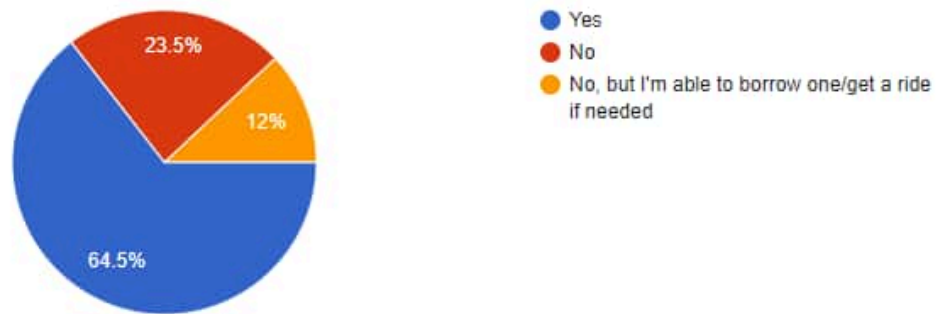 23.5%
12%
64.5%
Yes
No
No, but I'm able to borrow one/get a ride
if needed